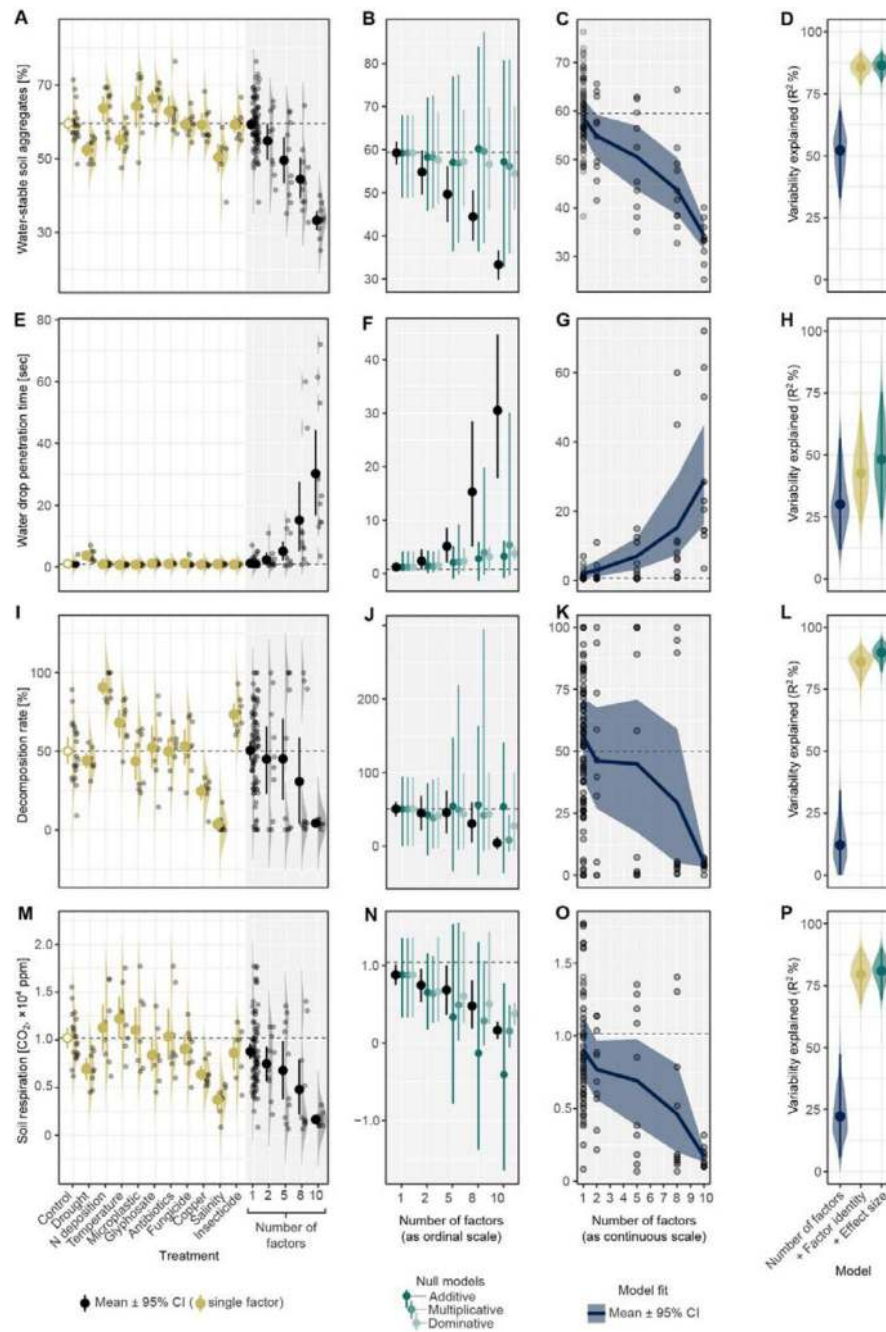 A
B
C
D
Water-stable soil aggregates [%]
70
50
30
90
80
70
60
50
40
30
70
60
50
40
30
Variability explained (R² %)
100
75
50
25
0
E
F
G
H
Water drop penetration time [sec]
80
60
40
20
0
40
30
20
10
0
60
40
20
0
Variability explained (R² %)
100
75
50
25
0
I
J
K
L
Decomposition rate [%]
100
50
0
200
100
50
0
100
75
50
25
0
Variability explained (R² %)
100
75
50
25
0
M
N
O
P
Soil respiration [CO₂, ×10⁴ ppm]
2.0
1.5
1.0
0.5
0
1.0
0
−1.0
1.5
1.0
0.5
0
Variability explained (R² %)
100
75
50
25
0
Control
Drought
N deposition
Temperature
Microplastic
Glyphosate
Antibiotics
Fungicide
Copper
Salinity
Insecticide
1 2 5 8 10
Number of
factors
Treatment
1 2 5 8 10
Number of factors
(as ordinal scale)
1 2 3 4 5 6 7 8 9 10
Number of factors
(as continuous scale)
Number of factors
+ Factor identity
+ Effect size
Model
Mean ± 95% CI ( single factor)
Null models
Additive
Multiplicative
Dominative
Model fit
Mean ± 95% CI